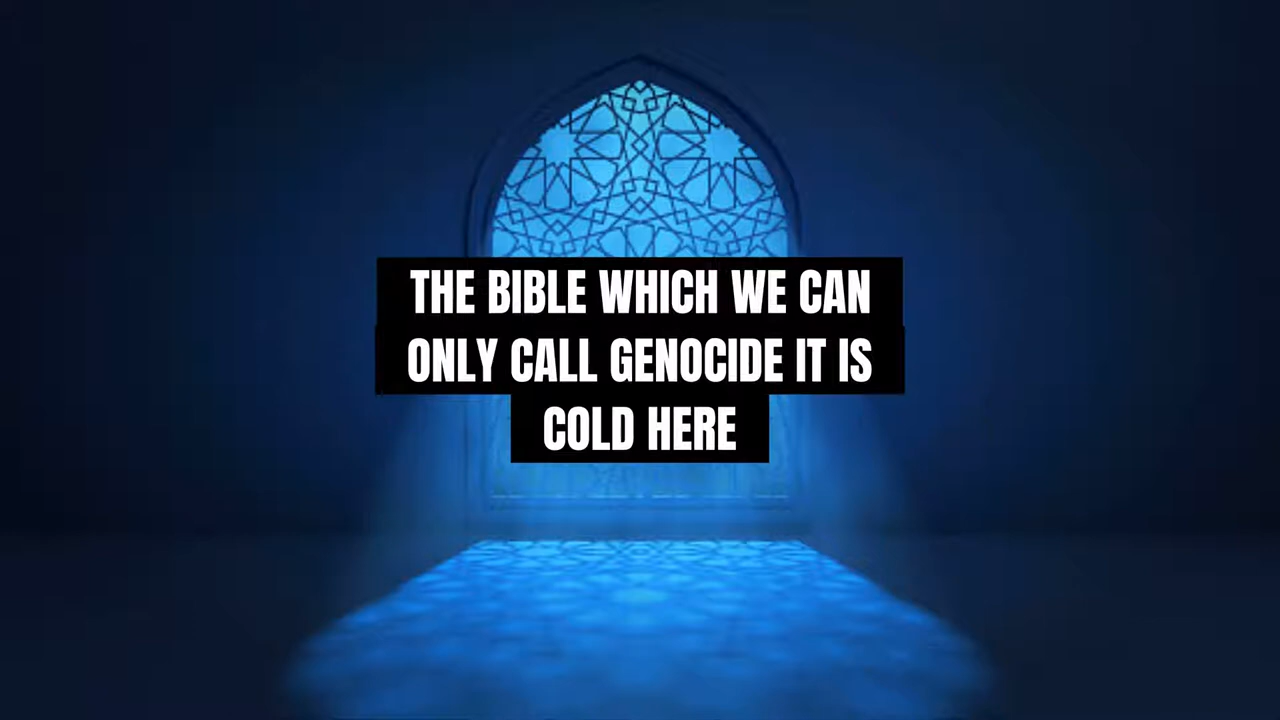 THE BIBLE WHICH WE CAN
ONLY CALL GENOCIDE IT IS
COLD HERE